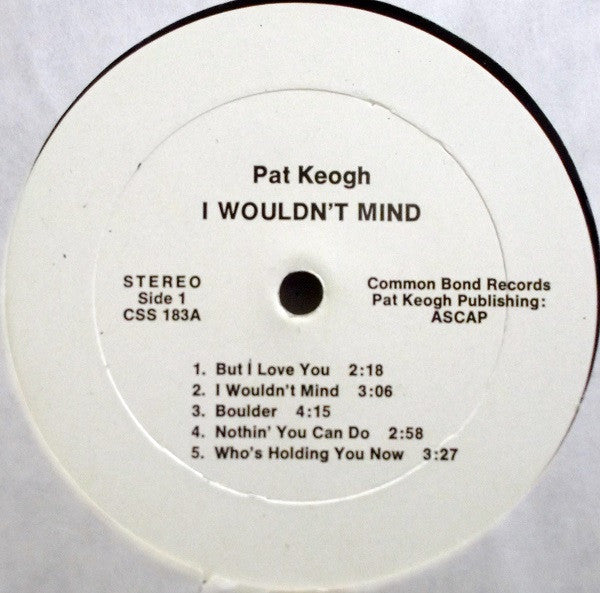 Pat Keogh
I WOULDN'T MIND
STEREO
Side 1
CSS 183A
Common Bond Records
Pat Keogh Publishing:
ASCAP
1. But I Love You 2:18
2. I Wouldn't Mind 3:06
3. Boulder 4:15
4. Nothin' You Can Do 2:58
5. Who's Holding You Now 3:27